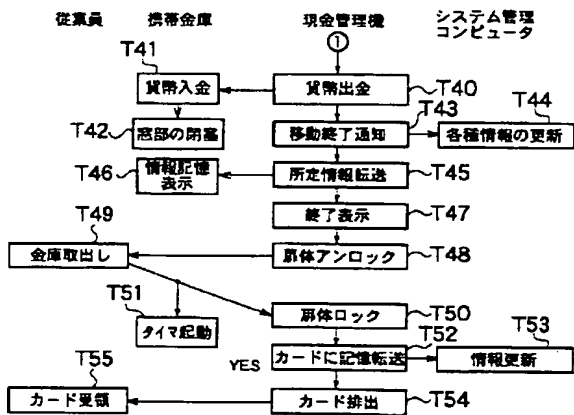 従業員 携帯金庫 現金管理機 システム管理
コンピュータ
①
T41
貨幣入金 貨幣出金 T40
T43 T44
T42 窓部の閉塞 移動終了通知 各種情報の更新
T46 情報記憶
表示 所定情報転送 T45
終了表示 T47
T49
金庫取出し 扉体アンロック T48
T51 扉体ロック T50
タイマ起動 T52 T53
YES カードに記憶転送 情報更新
T55
カード受領 カード排出 T54